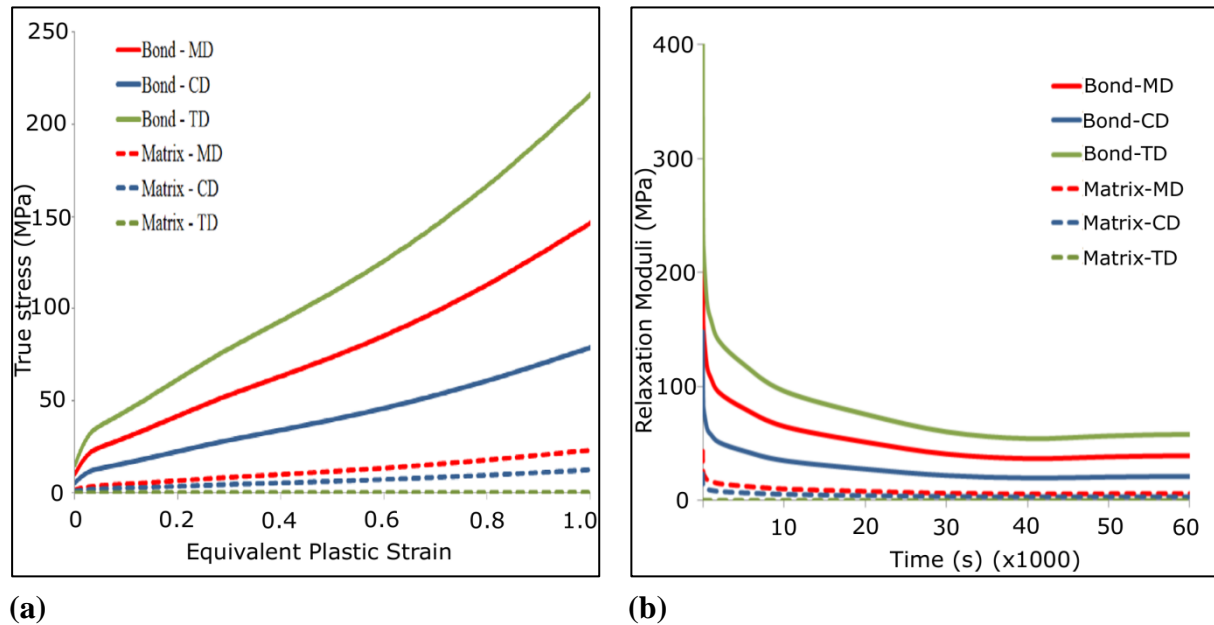 250
200
150
100
50
0
True stress (MPa)
Bond - MD
Bond - CD
Bond - TD
Matrix - MD
Matrix - CD
Matrix - TD
0 0.2 0.4 0.6 0.8 1.0
Equivalent Plastic Strain
(a)
400
300
200
100
0
Relaxation Moduli (MPa)
Bond-MD
Bond-CD
Bond-TD
Matrix-MD
Matrix-CD
Matrix-TD
10 20 30 40 50 60
Time (s) (x1000)
(b)